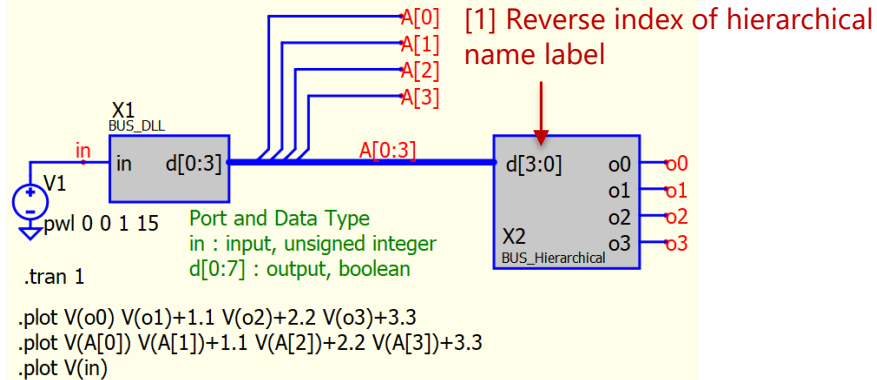 A[0]
A[1]
A[2]
A[3]
[1] Reverse index of hierarchical
name label
X1
BUS_DLL
in
in
d[0:3]
A[0:3]
d[3:0]
o0
o1
o2
o3
o0
o1
o2
o3
X2
BUS_Hierarchical
V1
pwl 0 0 1 15
Port and Data Type
in : input, unsigned integer
d[0:7] : output, boolean
.tran 1
.plot V(o0) V(o1)+1.1 V(o2)+2.2 V(o3)+3.3
.plot V(A[0]) V(A[1])+1.1 V(A[2])+2.2 V(A[3])+3.3
.plot V(in)